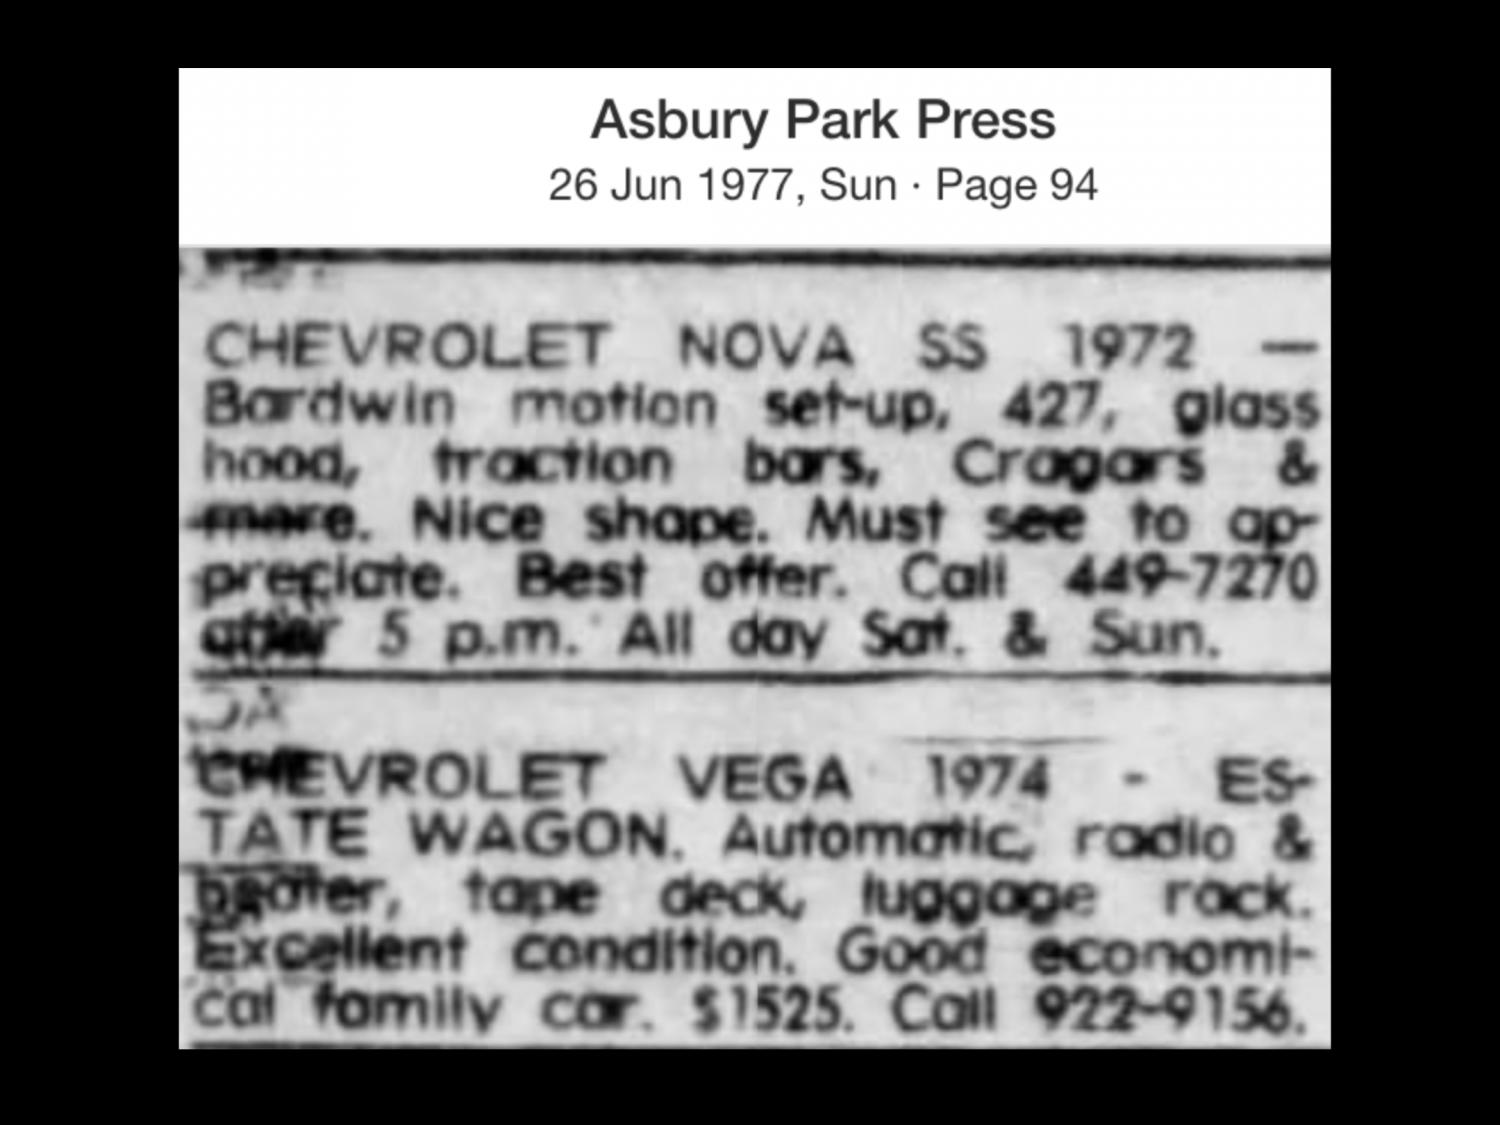 Asbury Park Press
26 Jun 1977, Sun · Page 94
CHEVROLET NOVA SS 1972 —
Bardwin motion set-up, 427, glass
hood, traction bars, Cragars &
more. Nice shape. Must see to ap-
preciate. Best offer. Call 449-7270
after 5 p.m. All day Sat. & Sun.
CHEVROLET VEGA 1974 - ES-
TATE WAGON. Automatic, radio &
heater, tape deck, luggage rack.
Excellent condition. Good economi-
cal family car. $1525. Call 922-9156.